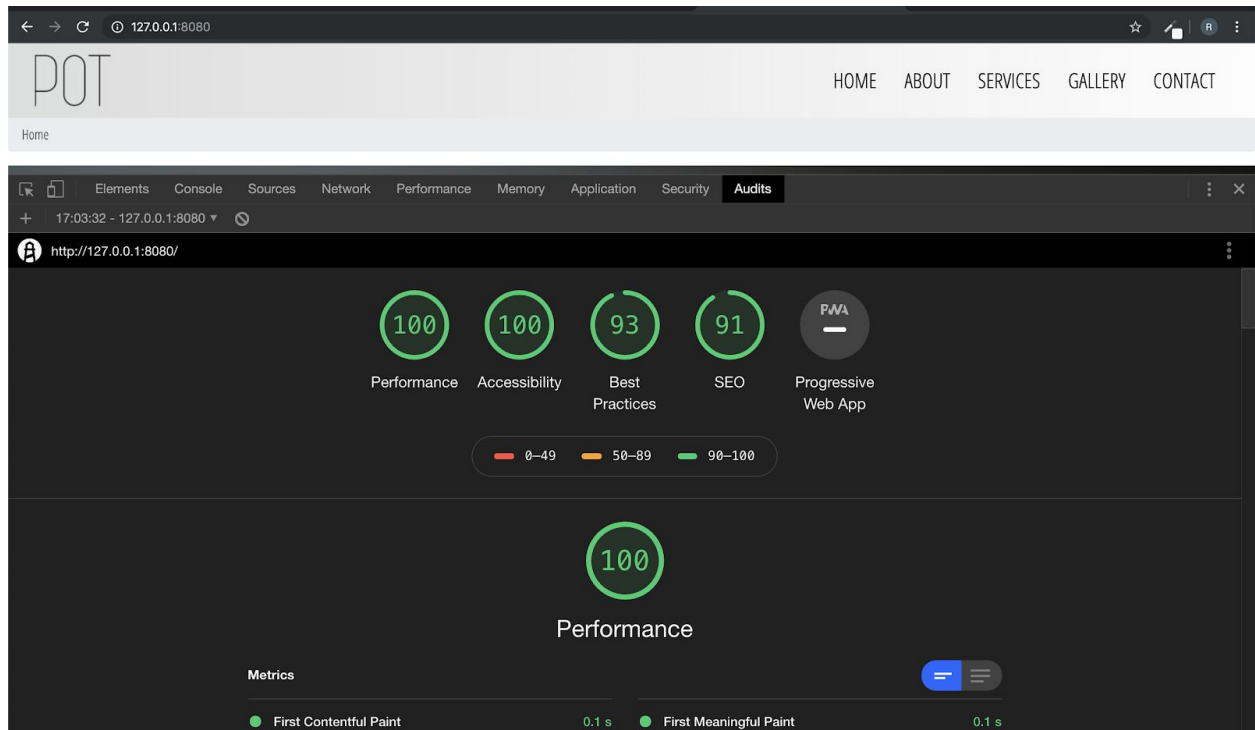 127.0.0.1:8080
R
POT
HOME ABOUT SERVICES GALLERY CONTACT
Home
Elements Console Sources Network Performance Memory Application Security Audits
17:03:32 - 127.0.0.1:8080
http://127.0.0.1:8080/
100 100 93 91 PWA
Performance Accessibility Best Practices SEO Progressive Web App
0–49 50–89 90–100
100
Performance
Metrics
First Contentful Paint 0.1 s First Meaningful Paint 0.1 s